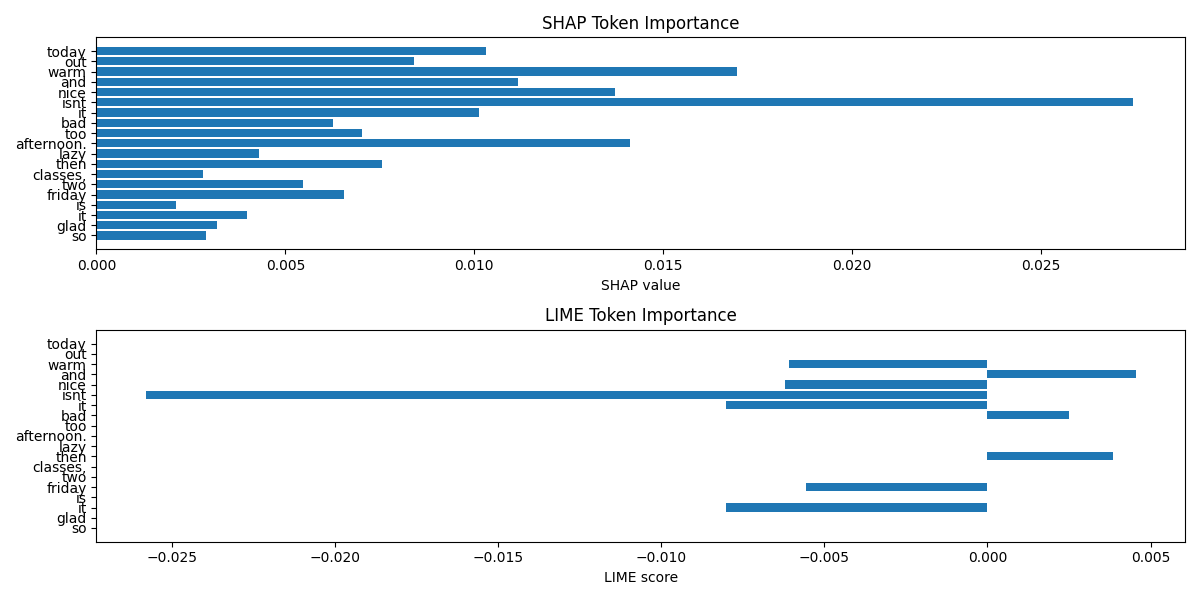 SHAP Token Importance
today
out
warm
and
nice
isnt
it
bad
too
afternoon.
lazy
then
classes,
two
friday
is
it
glad
so
0.000 0.005 0.010 0.015 0.020 0.025
SHAP value
LIME Token Importance
today
out
warm
and
nice
isnt
it
bad
too
afternoon.
lazy
then
classes,
two
friday
is
it
glad
so
−0.025 −0.020 −0.015 −0.010 −0.005 0.000 0.005
LIME score